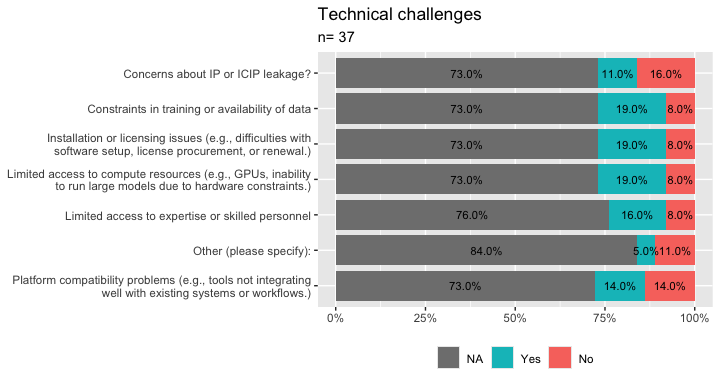 Technical challenges
n= 37
Concerns about IP or ICIP leakage?
73.0% 11.0% 16.0%
Constraints in training or availability of data
73.0% 19.0% 8.0%
Installation or licensing issues (e.g., difficulties with
software setup, license procurement, or renewal.)
73.0% 19.0% 8.0%
Limited access to compute resources (e.g., GPUs, inability
to run large models due to hardware constraints.)
73.0% 19.0% 8.0%
Limited access to expertise or skilled personnel
76.0% 16.0% 8.0%
Other (please specify):
84.0% 5.0% 11.0%
Platform compatibility problems (e.g., tools not integrating
well with existing systems or workflows.)
73.0% 14.0% 14.0%
0% 25% 50% 75% 100%
NA Yes No